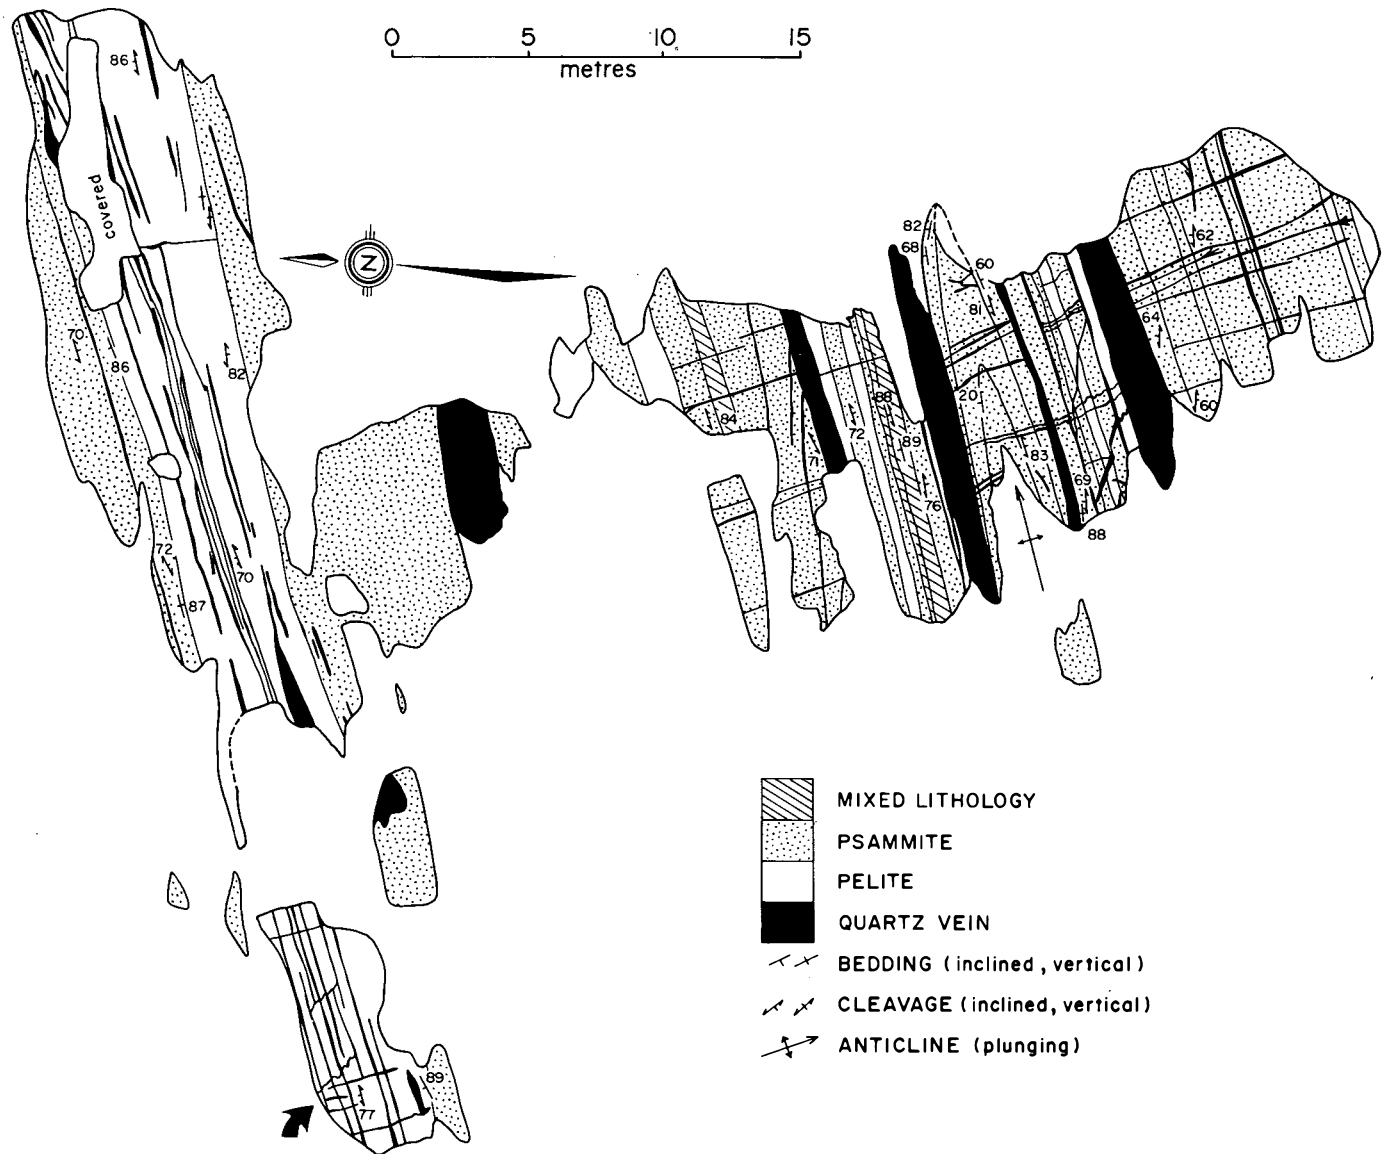 0 5 10 15
metres
86
Covered
N
70
86
82
72
70
87
77
89
82
68
60
81
62
64
60
84
71
72
88
89
76
20
83
69
88
MIXED LITHOLOGY
PSAMMITE
PELITE
QUARTZ VEIN
BEDDING (inclined, vertical)
CLEAVAGE (inclined, vertical)
ANTICLINE (plunging)